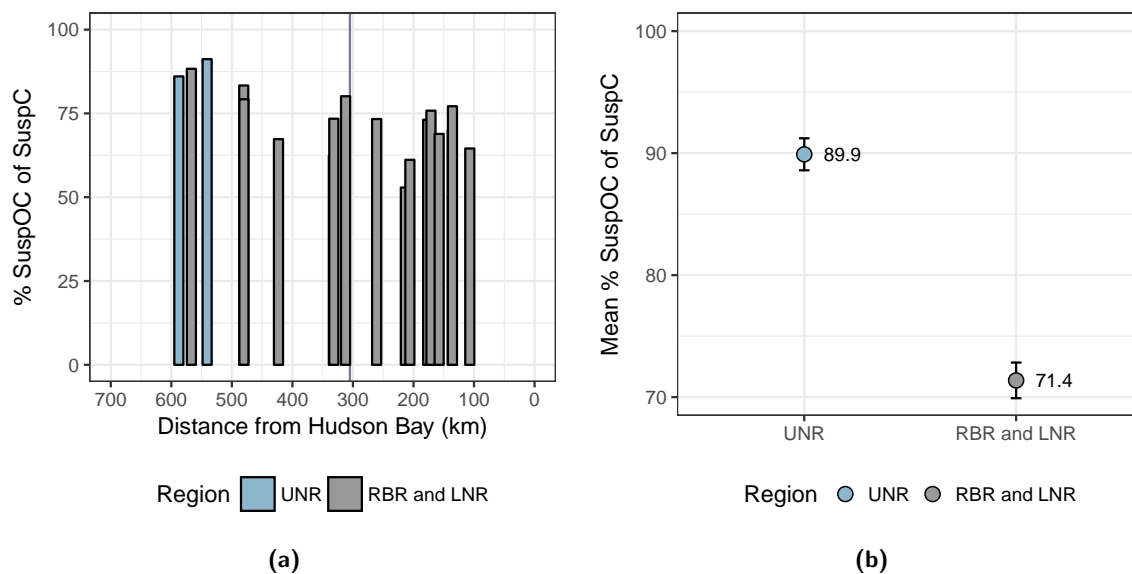 % SuspOC of SuspC
100
75
50
25
0
700 600 500 400 300 200 100 0
Distance from Hudson Bay (km)
Region UNR RBR and LNR
(a)
Mean % SuspOC of SuspC
100
90
80
70
89.9
71.4
UNR RBR and LNR
Region UNR RBR and LNR
(b)